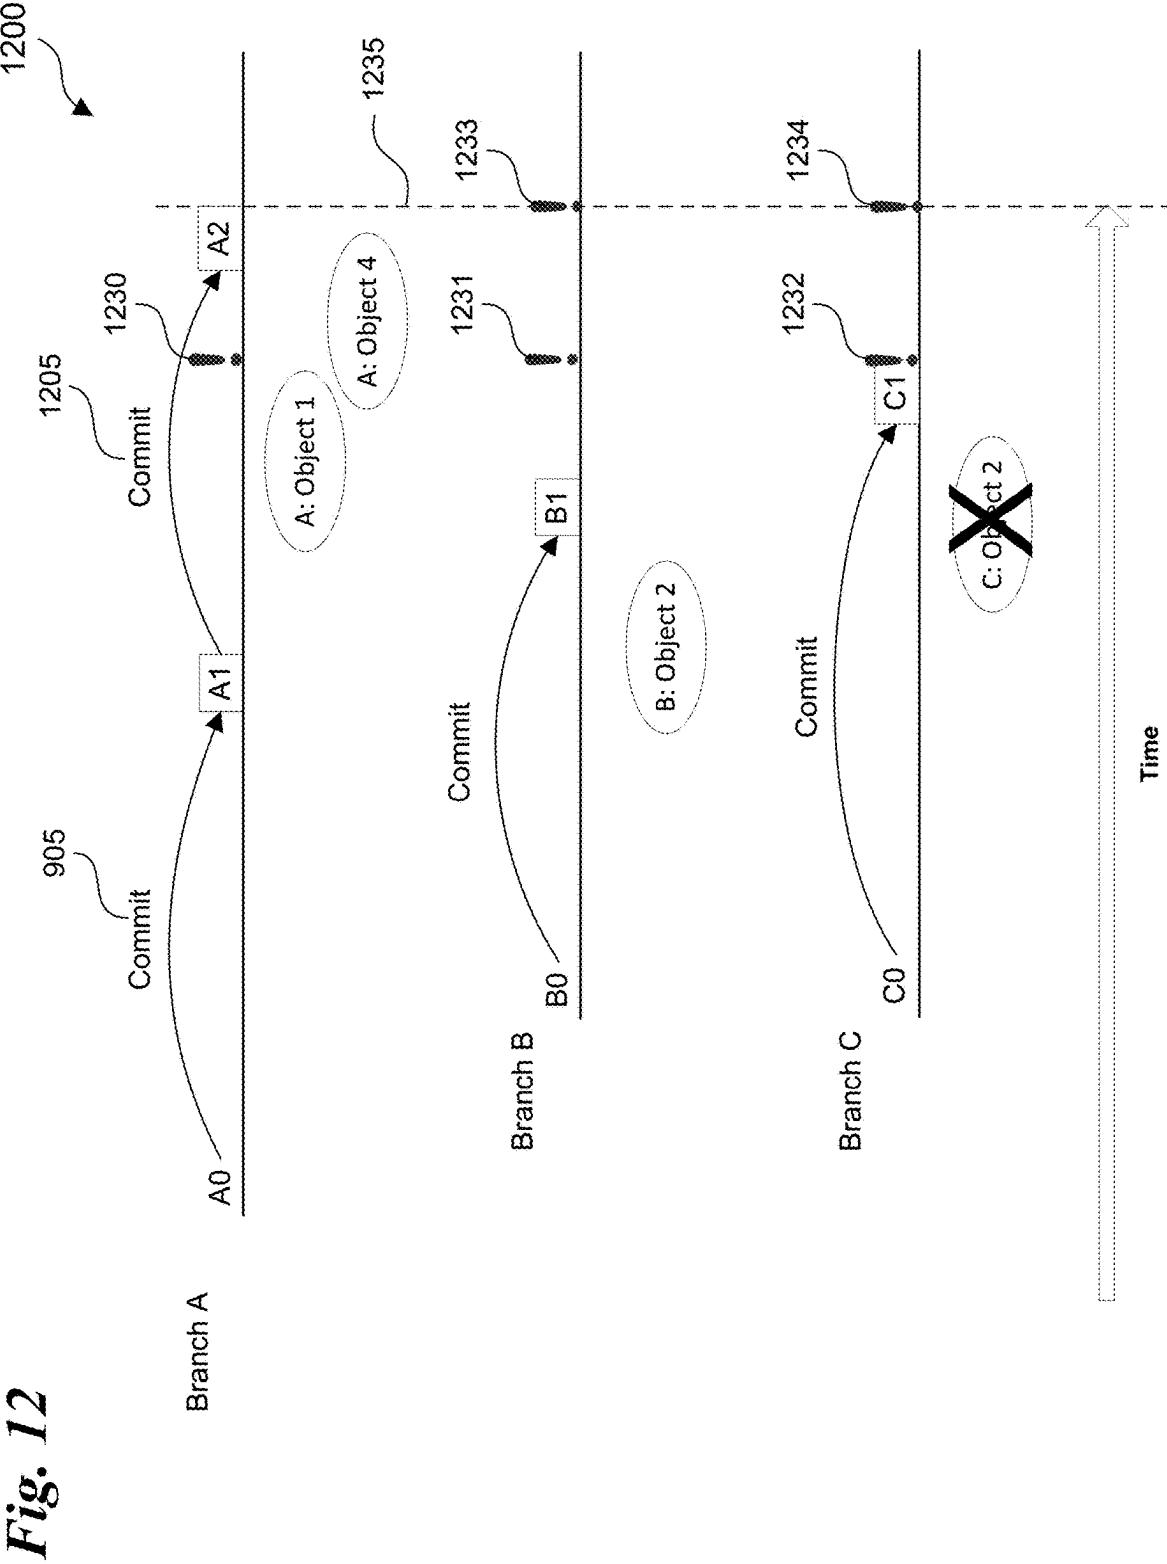 Fig. 12
1200
Branch A
A0
Commit
905
A1
Commit
1205
1230
A2
A: Object 1
A: Object 4
1235
Branch B
B0
Commit
B1
1231
1233
B: Object 2
Branch C
C0
Commit
C1
1232
1234
C: Object 2
Time